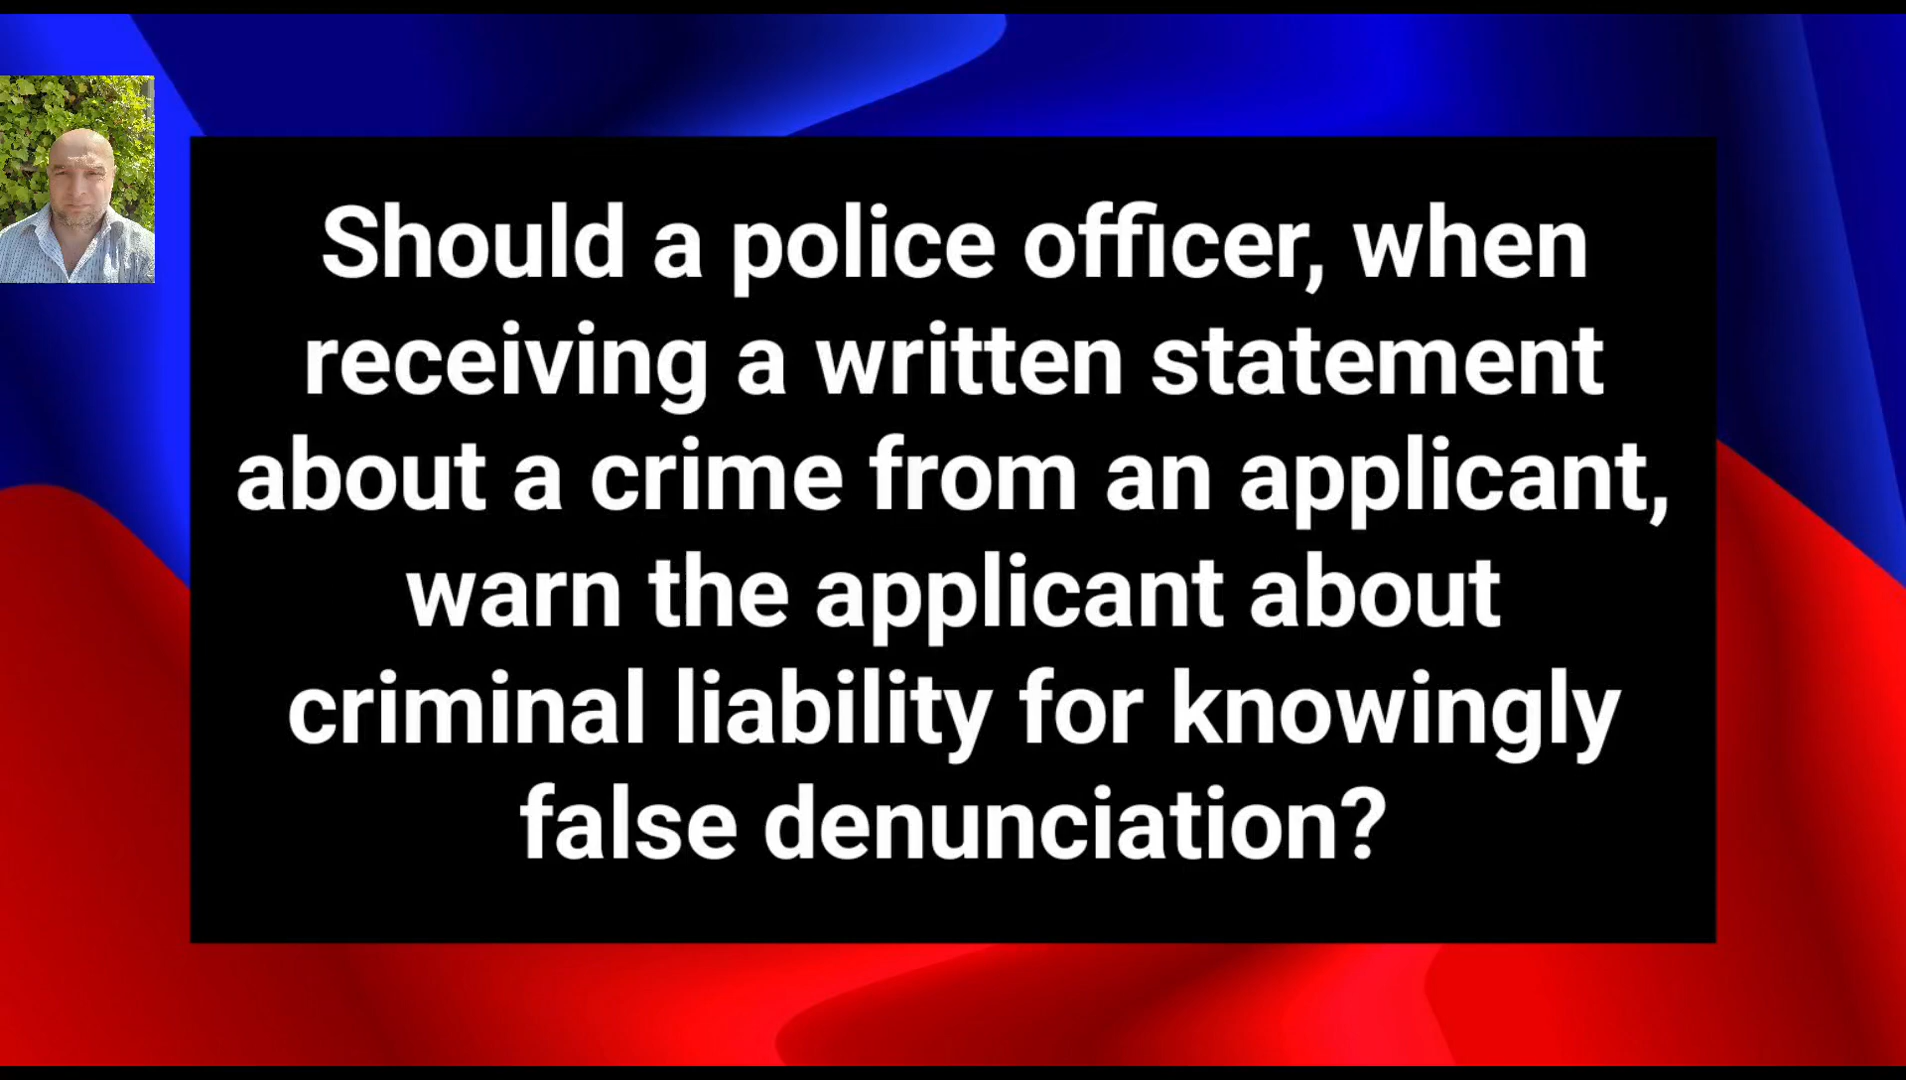 Should a police officer, when
receiving a written statement
about a crime from an applicant,
warn the applicant about
criminal liability for knowingly
false denunciation?